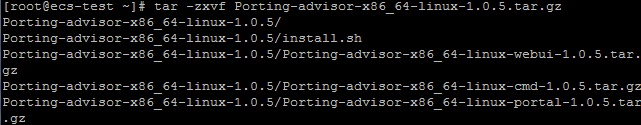 [root@ecs-test ~]# tar -zxvf Porting-advisor-x86_64-linux-1.0.5.tar.gz
Porting-advisor-x86_64-linux-1.0.5/
Porting-advisor-x86_64-linux-1.0.5/install.sh
Porting-advisor-x86_64-linux-1.0.5/Porting-advisor-x86_64-linux-webui-1.0.5.tar.
gz
Porting-advisor-x86_64-linux-1.0.5/Porting-advisor-x86_64-linux-cmd-1.0.5.tar.gz
Porting-advisor-x86_64-linux-1.0.5/Porting-advisor-x86_64-linux-portal-1.0.5.tar
.gz